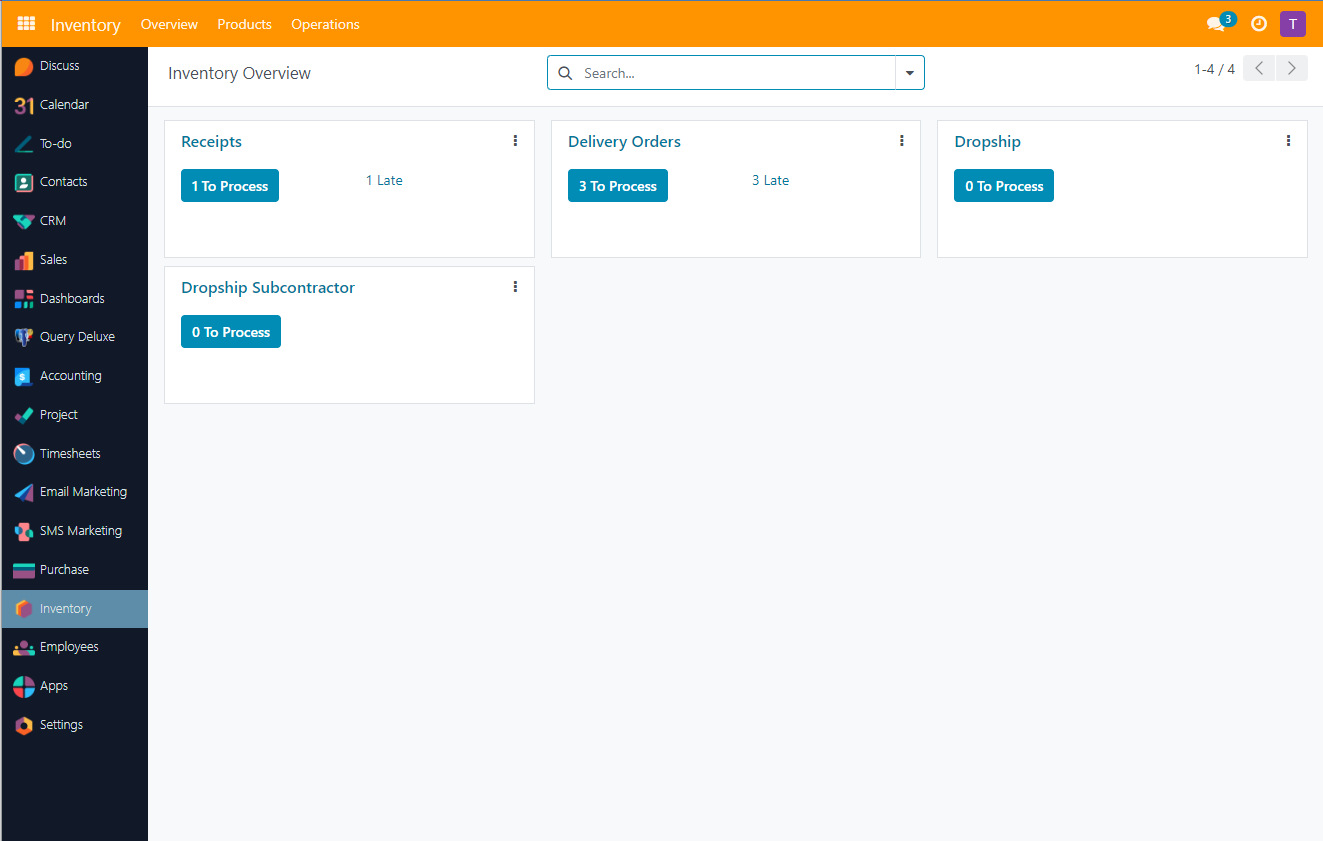 Inventory Overview Products Operations 3 T
Discuss
Calendar
To-do
Contacts
CRM
Sales
Dashboards
Query Deluxe
Accounting
Project
Timesheets
Email Marketing
SMS Marketing
Purchase
Inventory
Employees
Apps
Settings
31
$
Inventory Overview Search... 1-4 / 4
Receipts
1 To Process 1 Late
Delivery Orders
3 To Process 3 Late
Dropship
0 To Process
Dropship Subcontractor
0 To Process